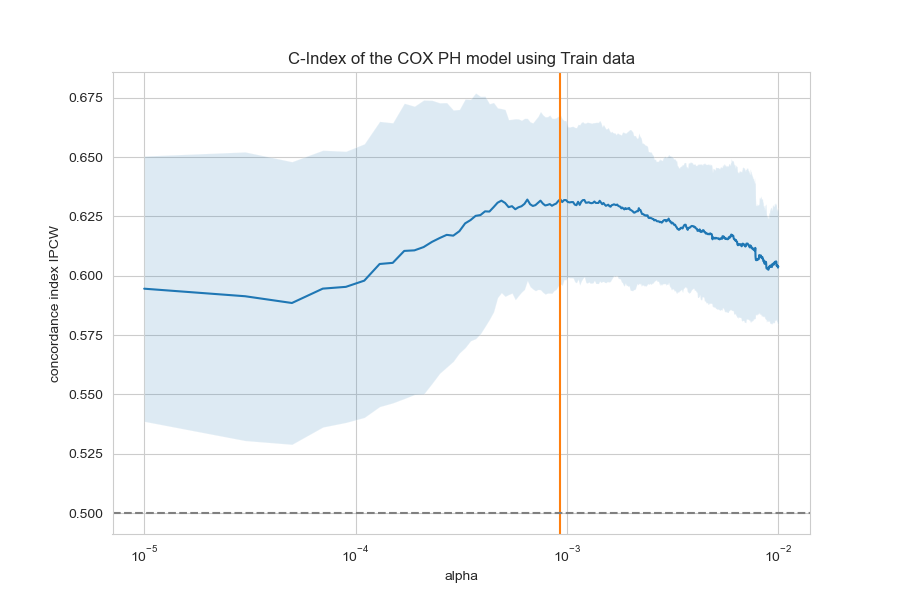 C-Index of the COX PH model using Train data
concordance index IPCW
0.675
0.650
0.625
0.600
0.575
0.550
0.525
0.500
10⁻⁵ 10⁻⁴ 10⁻³ 10⁻²
alpha